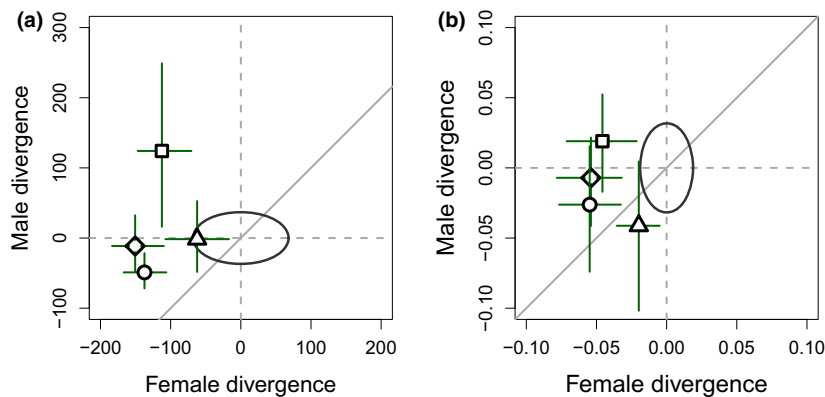 (a)
Male divergence
300
200
100
0
−100
−200 −100 0 100 200
Female divergence
(b)
Male divergence
0.10
0.05
0.00
−0.05
−0.10
−0.10 −0.05 0.00 0.05 0.10
Female divergence